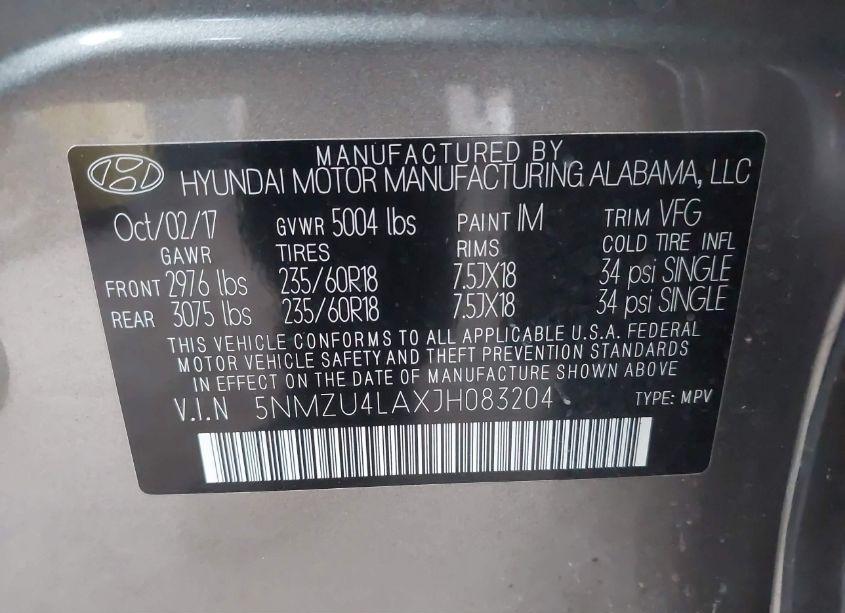 MANUFACTURED BY
HYUNDAI MOTOR MANUFACTURING ALABAMA, LLC
Oct/02/17 GVWR 5004 lbs PAINT IM TRIM VFG
GAWR TIRES RIMS COLD TIRE INFL
FRONT 2976 lbs 235/60R18 7.5JX18 34 psi SINGLE
REAR 3075 lbs 235/60R18 7.5JX18 34 psi SINGLE
THIS VEHICLE CONFORMS TO ALL APPLICABLE U.S.A. FEDERAL
MOTOR VEHICLE SAFETY AND THEFT PREVENTION STANDARDS
IN EFFECT ON THE DATE OF MANUFACTURE SHOWN ABOVE
V.I.N 5NMZU4LAXJH083204 TYPE: MPV